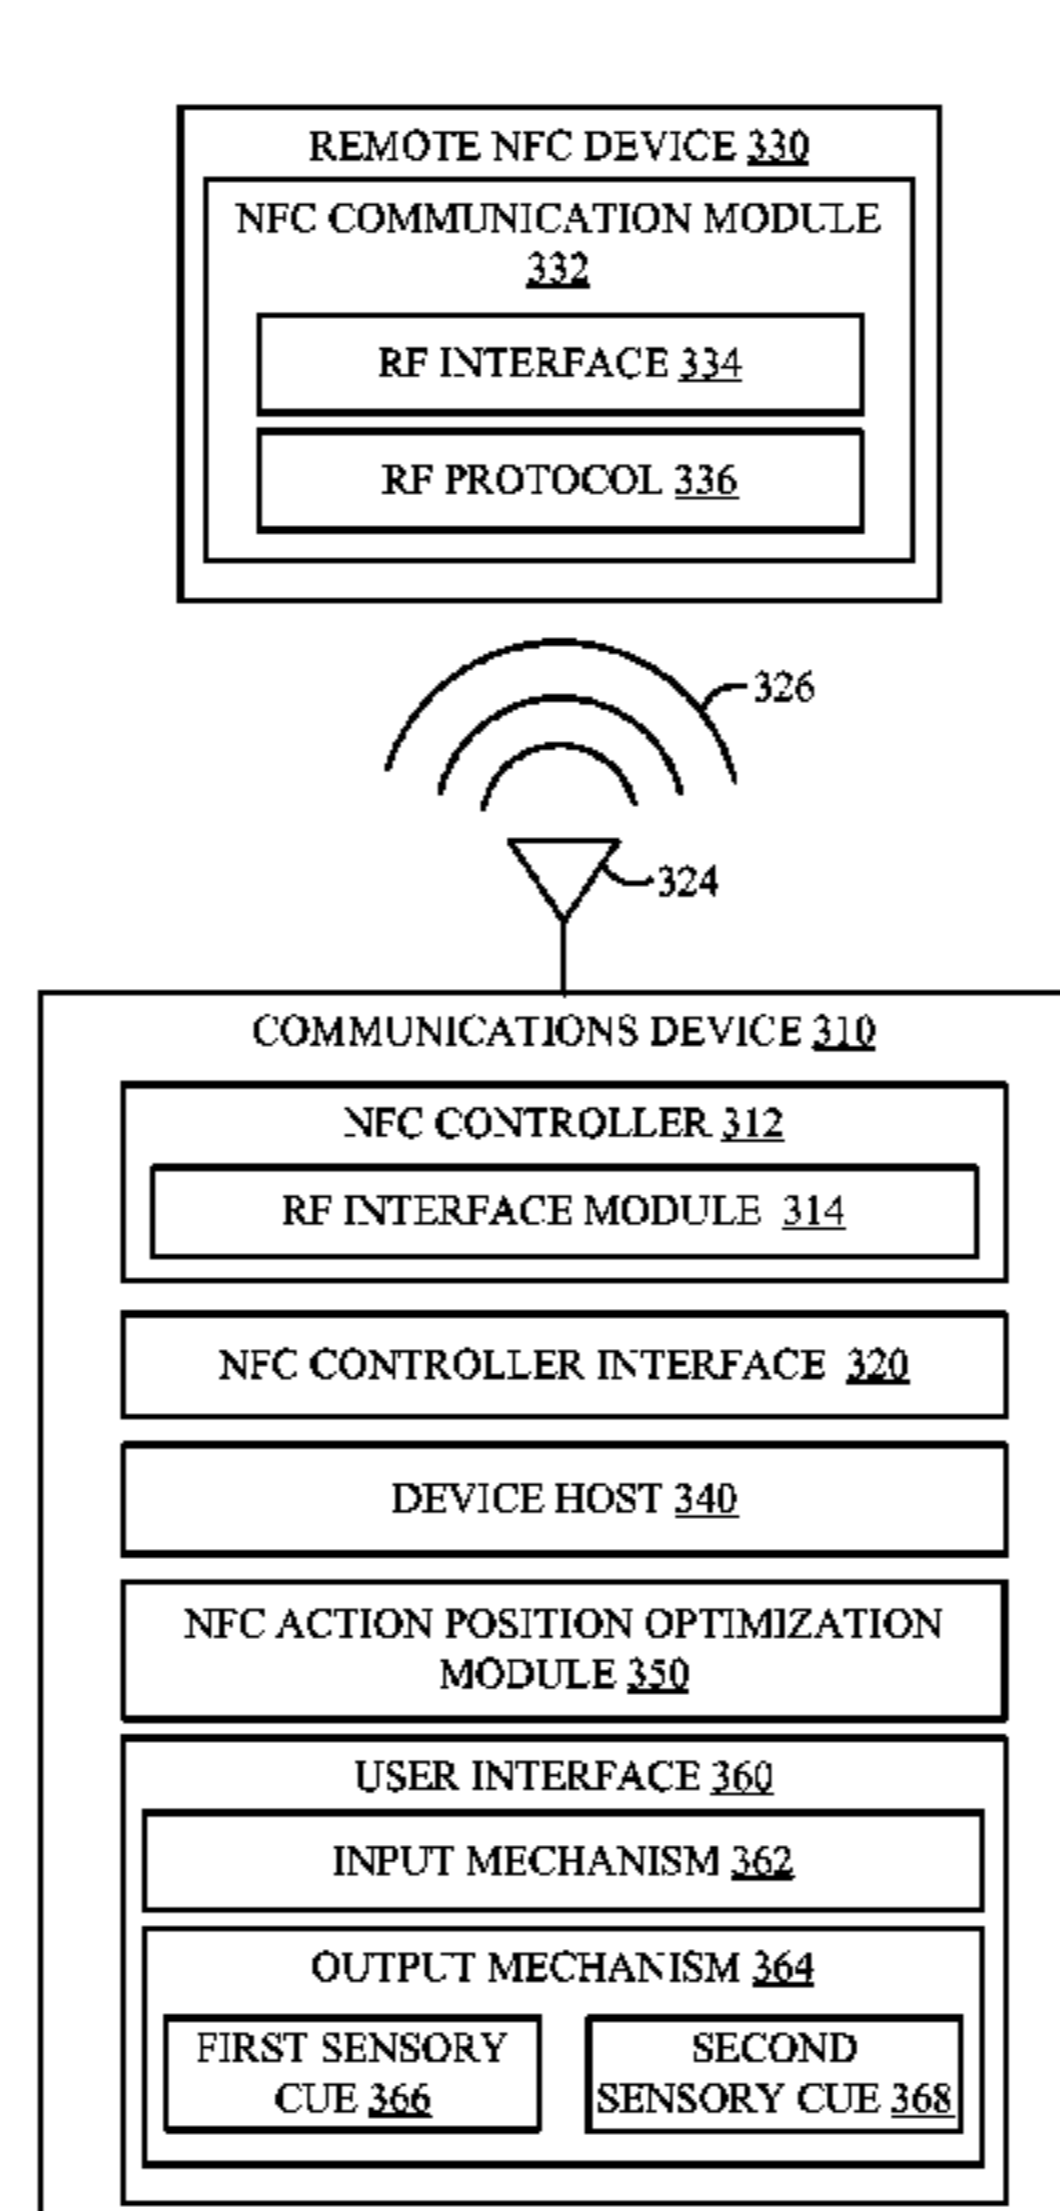 REMOTE NFC DEVICE 330
NFC COMMUNICATION MODULE
332
RF INTERFACE 334
RF PROTOCOL 336
326
324
COMMUNICATIONS DEVICE 310
NFC CONTROLLER 312
RF INTERFACE MODULE 314
NFC CONTROLLER INTERFACE 320
DEVICE HOST 340
NFC ACTION POSITION OPTIMIZATION
MODULE 350
USER INTERFACE 360
INPUT MECHANISM 362
OUTPUT MECHANISM 364
FIRST SENSORY
CUE 366
SECOND
SENSORY CUE 368